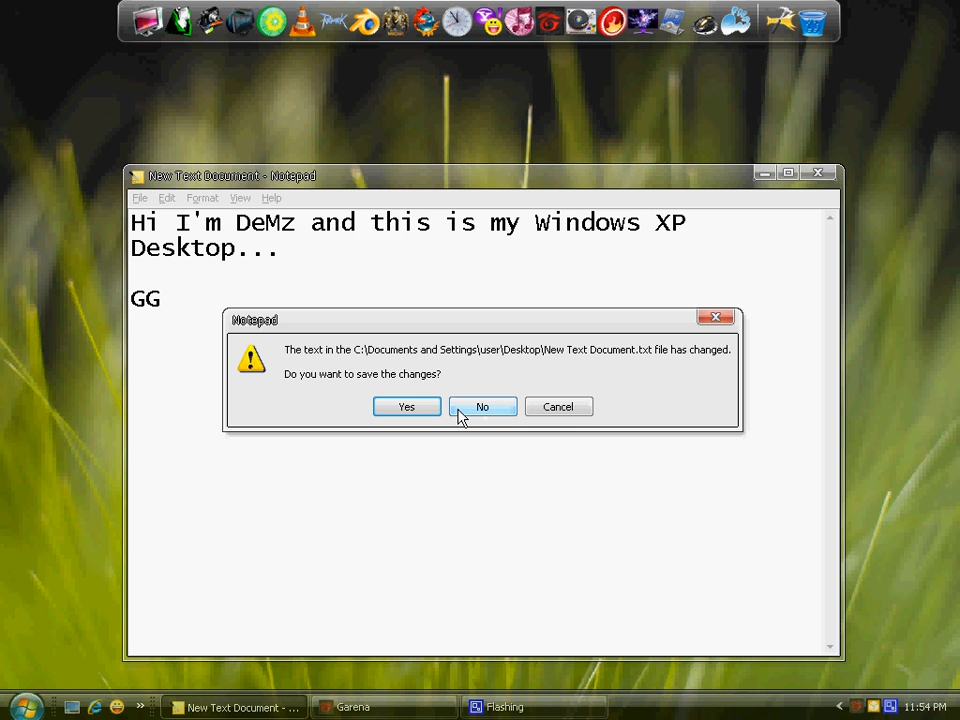 New Text Document - Notepad
File Edit Format View Help
Hi I'm DeMz and this is my Windows XP
Desktop...
GG
Notepad
The text in the C:\Documents and Settings\user\Desktop\New Text Document.txt file has changed.
Do you want to save the changes?
Yes No Cancel
New Text Document - ... Garena Flashing 11:54 PM